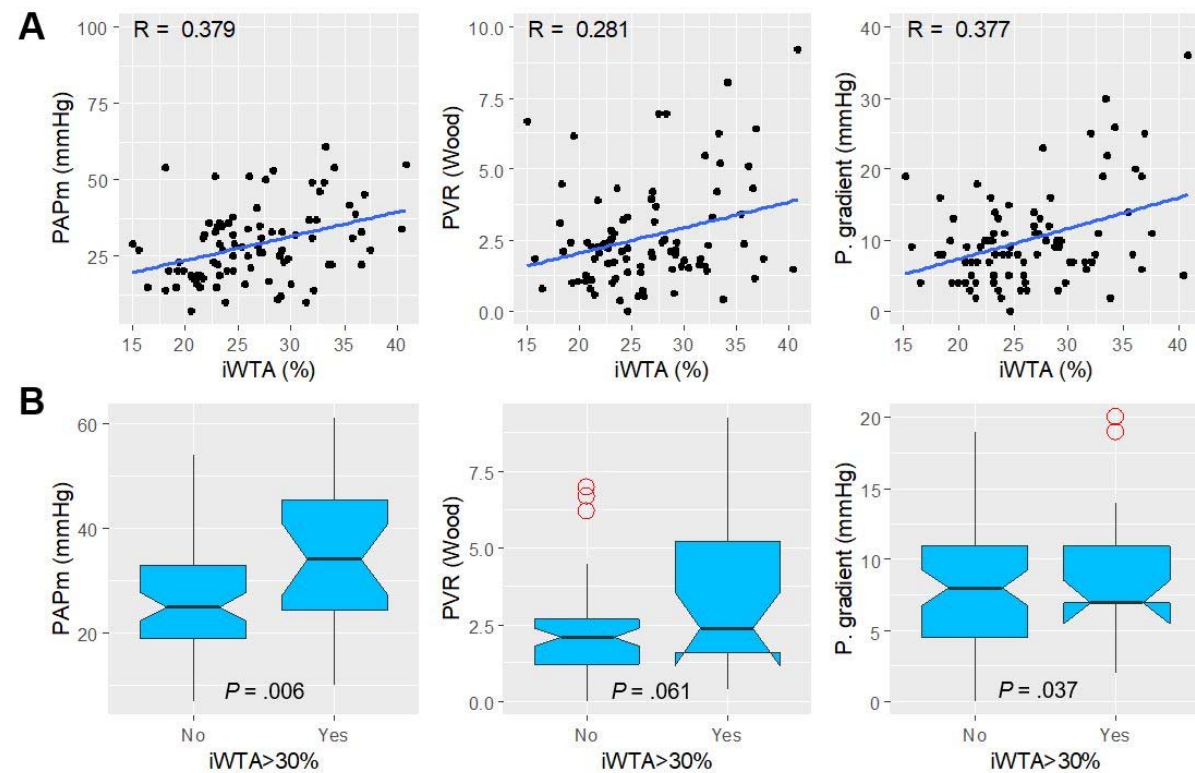 A
R = 0.379
PAPm (mmHg)
100
75
50
25
15 20 25 30 35 40
iWTA (%)
R = 0.281
PVR (Wood)
10.0
7.5
5.0
2.5
0.0
15 20 25 30 35 40
iWTA (%)
R = 0.377
P. gradient (mmHg)
40
30
20
10
0
15 20 25 30 35 40
iWTA (%)
B
PAPm (mmHg)
60
40
20
P = .006
No Yes
iWTA>30%
PVR (Wood)
7.5
5.0
2.5
0.0
P = .061
No Yes
iWTA>30%
P. gradient (mmHg)
20
15
10
5
0
P = .037
No Yes
iWTA>30%